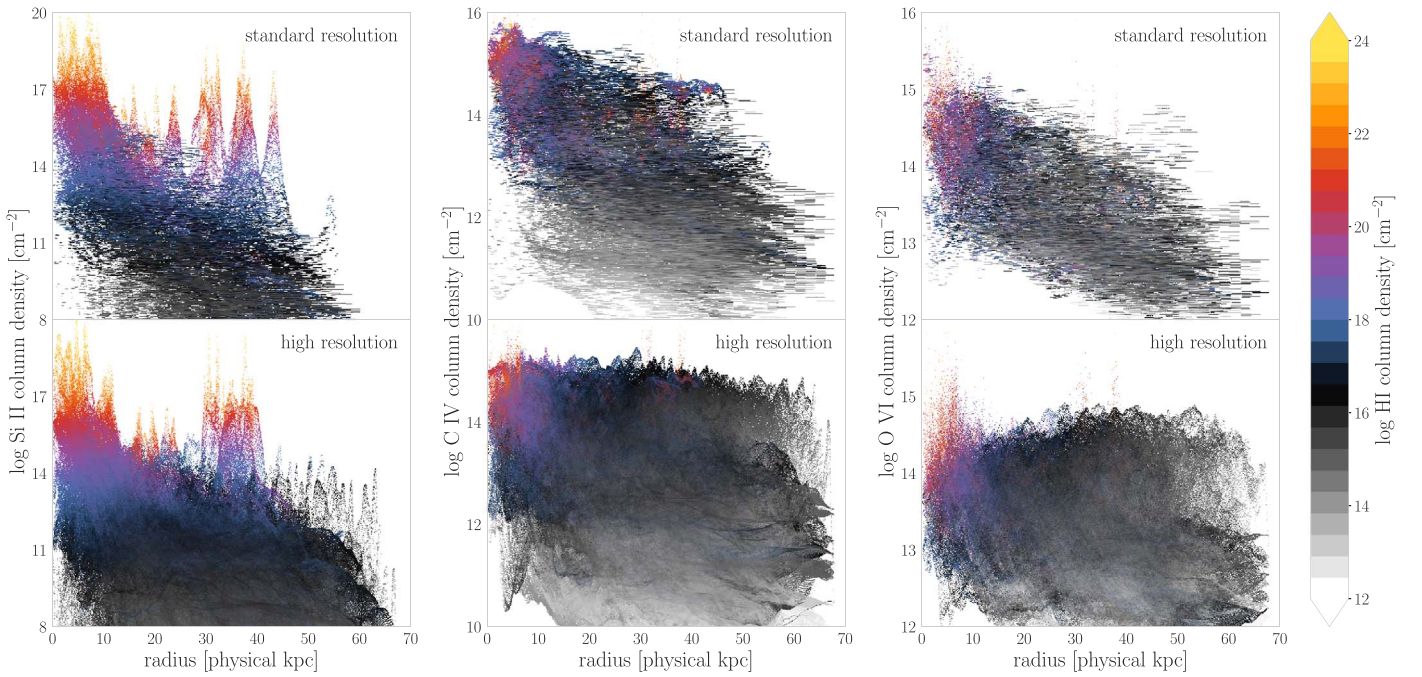 20
17
14
11
8
standard resolution
17
14
11
8
high resolution
log Si II column density [cm⁻²]
0 10 20 30 40 50 60 70
radius [physical kpc]
16
14
12
10
standard resolution
14
12
10
high resolution
log C IV column density [cm⁻²]
0 10 20 30 40 50 60 70
radius [physical kpc]
16
15
14
13
12
standard resolution
15
14
13
12
high resolution
log O VI column density [cm⁻²]
0 10 20 30 40 50 60 70
radius [physical kpc]
24
22
20
18
16
14
12
log HI column density [cm⁻²]